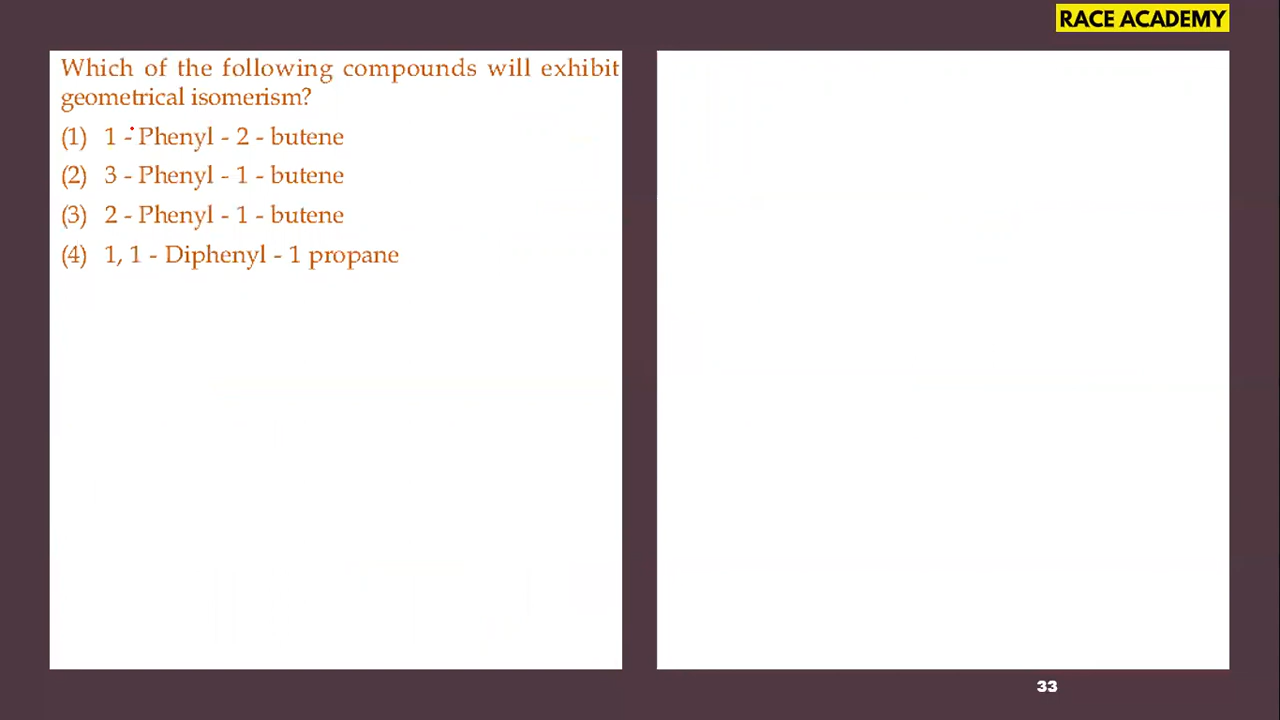 RACE ACADEMY
Which of the following compounds will exhibit
geometrical isomerism?
(1) 1 - Phenyl - 2 - butene
(2) 3 - Phenyl - 1 - butene
(3) 2 - Phenyl - 1 - butene
(4) 1, 1 - Diphenyl - 1 propane
33